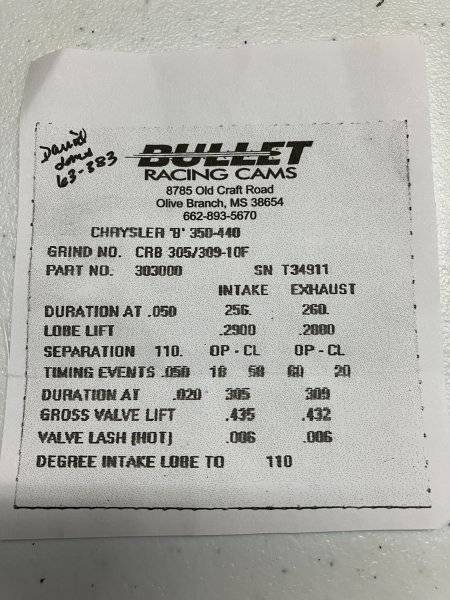 David
63-383
BULLET
RACING CAMS
8785 Old Craft Road
Olive Branch, MS 38654
662-893-5670
CHRYSLER 'B' 350-440
GRIND NO. CRB 305/309-10F
PART NO. 303000 SN T34911
INTAKE EXHAUST
DURATION AT .050 256. 260.
LOBE LIFT .2900 .2880
SEPARATION 110. OP - CL OP - CL
TIMING EVENTS .050 18 58 60 20
DURATION AT .020 305 309
GROSS VALVE LIFT .435 .432
VALVE LASH (HOT) .006 .006
DEGREE INTAKE LOBE TO 110